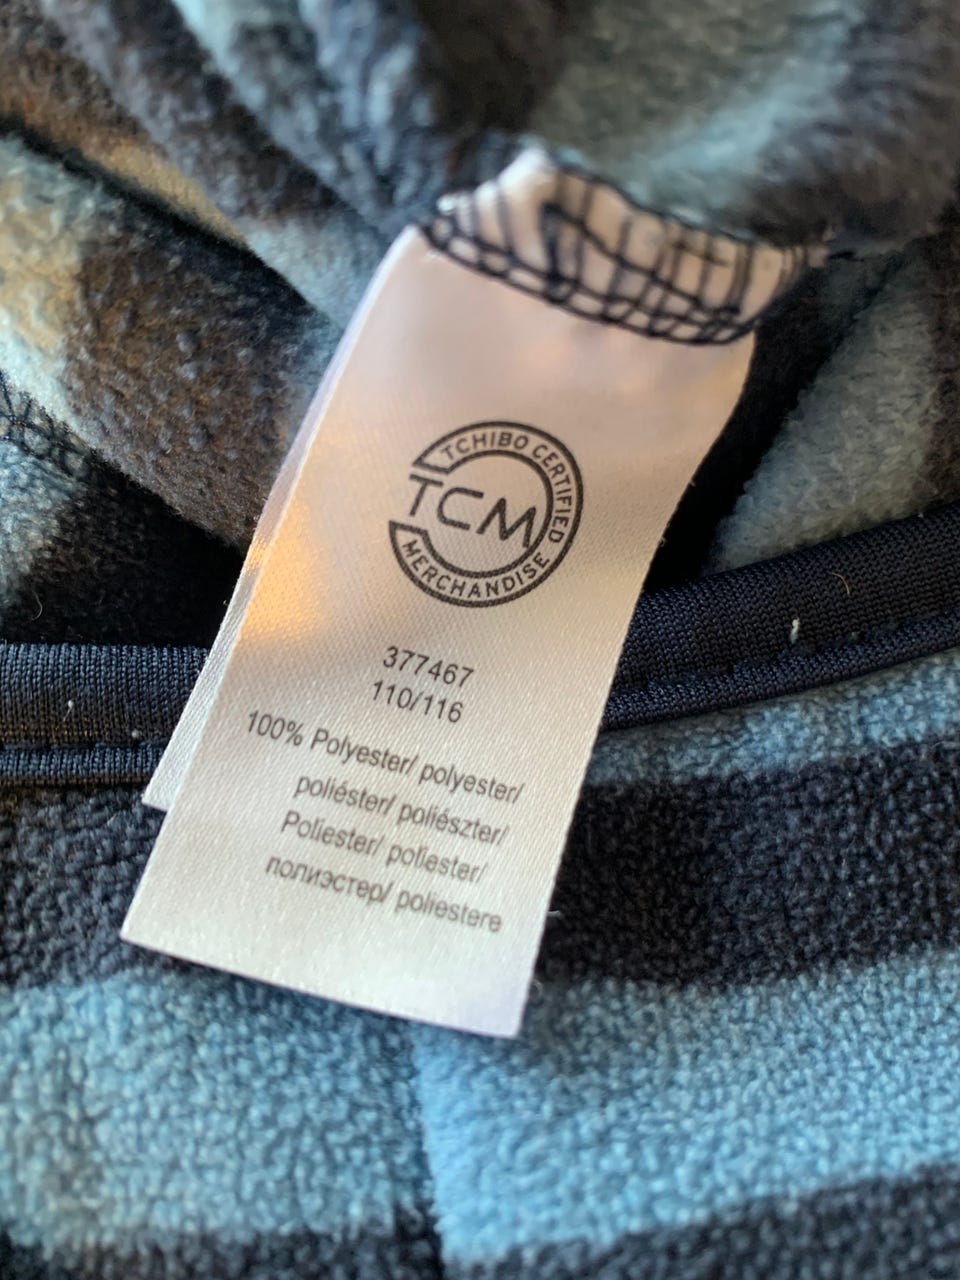 TCHIBO CERTIFIED
TCM
MERCHANDISE
377467
110/116
100% Polyester/ polyester/
poliéster/ poliészter/
Poliester/ poliester/
полиэстер/ poliestere